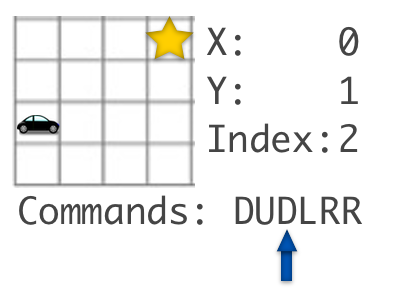 X: 0
Y: 1
Index:2
Commands: DUDLRR